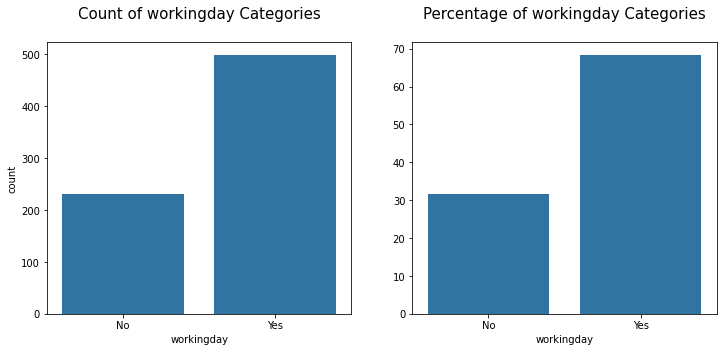 Count of workingday Categories
500
400
300
200
100
0
count
No
Yes
workingday
Percentage of workingday Categories
70
60
50
40
30
20
10
0
No
Yes
workingday